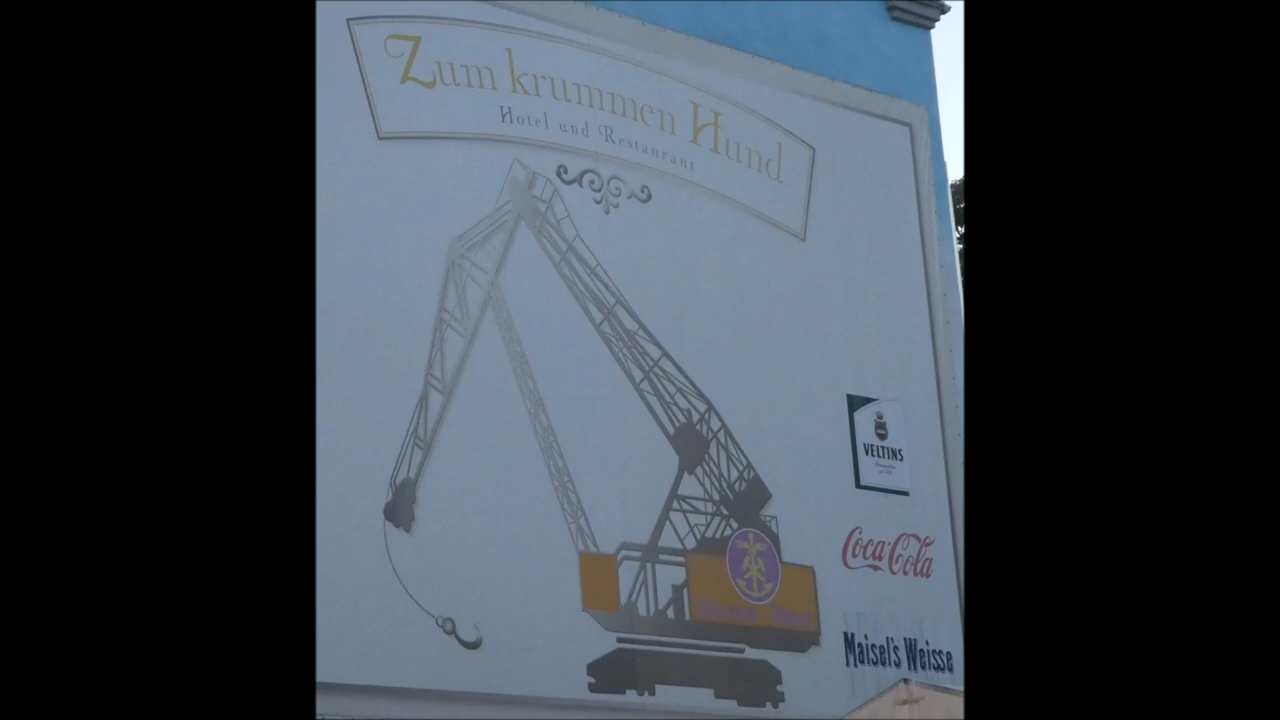 Zum krummen Hund
Hotel und Restaurant
VELTINS
Coca-Cola
Maisel's Weisse